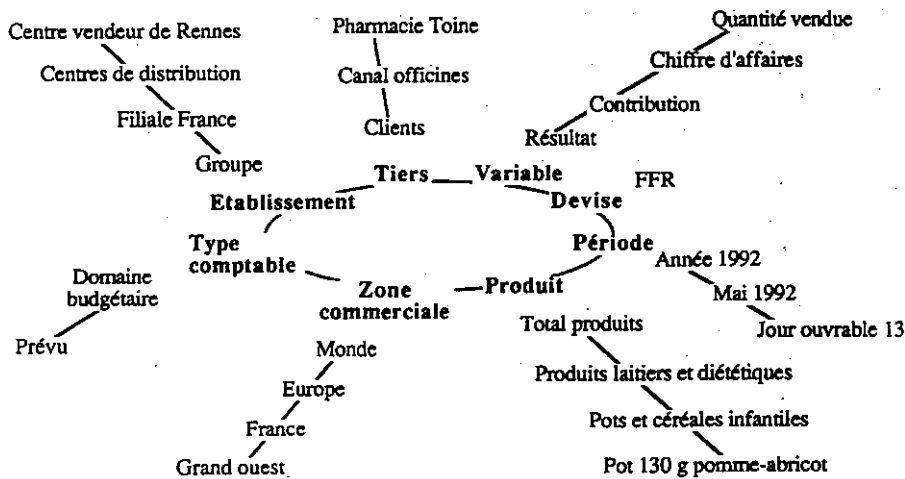 Quantité vendue
Centre vendeur de Rennes
Pharmacie Toine
Chiffre d'affaires
Centres de distribution
Canal officines
Contribution
Filiale France
Clients
Résultat
Groupe
Tiers
Variable
FFR
Etablissement
Devise
Type
comptable
Période
Année 1992
Domaine
budgétaire
Zone
commerciale
Produit
Mai 1992
Total produits
Jour ouvrable 13
Prévu
Monde
Produits laitiers et diététiques
Europe
Pots et céréales infantiles
France
Grand ouest
Pot 130 g pomme-abricot